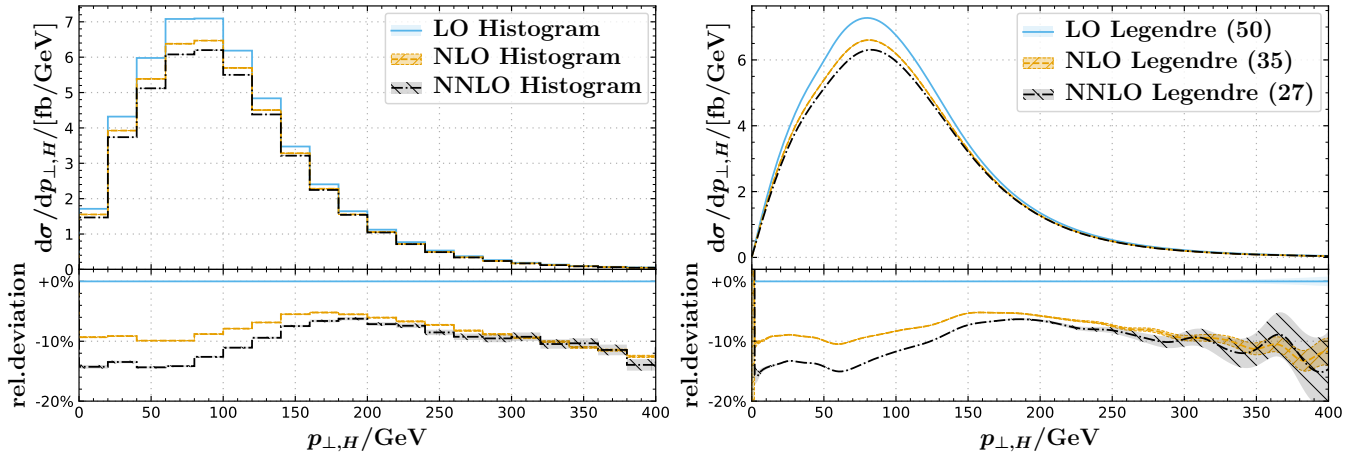 dσ/dp⊥,H/[fb/GeV]
7
6
5
4
3
2
1
0
LO Histogram
NLO Histogram
NNLO Histogram
rel.deviation
+0%
-10%
-20%
0 50 100 150 200 250 300 350 400
p⊥,H/GeV
dσ/dp⊥,H/[fb/GeV]
6
4
2
0
LO Legendre (50)
NLO Legendre (35)
NNLO Legendre (27)
rel.deviation
+0%
-10%
-20%
0 50 100 150 200 250 300 350 400
p⊥,H/GeV